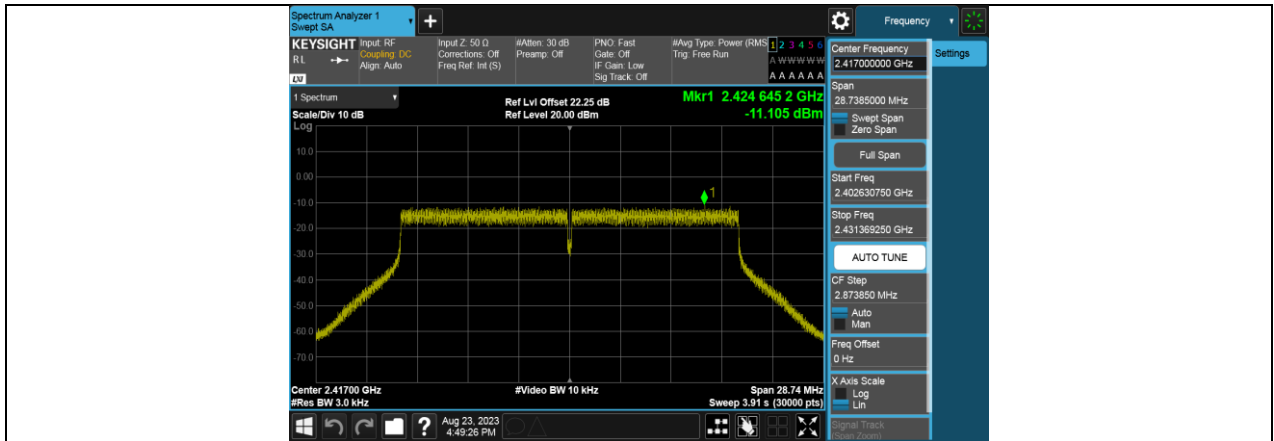 Spectrum Analyzer 1
Swept SA
Frequency
KEYSIGHT
RL
LXI
Input: RF
Coupling: DC
Align: Auto
Input Z: 50 Ω
Corrections: Off
Freq Ref: Int (S)
#Atten: 30 dB
Preamp: Off
PNO: Fast
Gate: Off
IF Gain: Low
Sig Track: Off
#Avg Type: Power (RMS
Trig: Free Run
1 2 3 4 5 6
A W W W W W
A A A A A A
1 Spectrum
Scale/Div 10 dB
Ref Lvl Offset 22.25 dB
Ref Level 20.00 dBm
Mkr1 2.424 645 2 GHz
-11.105 dBm
Log
10.0
0.00
-10.0
-20.0
-30.0
-40.0
-50.0
-60.0
-70.0
1
Center 2.41700 GHz
#Res BW 3.0 kHz
#Video BW 10 kHz
Span 28.74 MHz
Sweep 3.91 s (30000 pts)
Settings
Center Frequency
2.417000000 GHz
Span
28.7385000 MHz
Swept Span
Zero Span
Full Span
Start Freq
2.402630750 GHz
Stop Freq
2.431369250 GHz
AUTO TUNE
CF Step
2.873850 MHz
Auto
Man
Freq Offset
0 Hz
X Axis Scale
Log
Lin
Signal Track
(Span Zoom)
?
Aug 23, 2023
4:49:26 PM